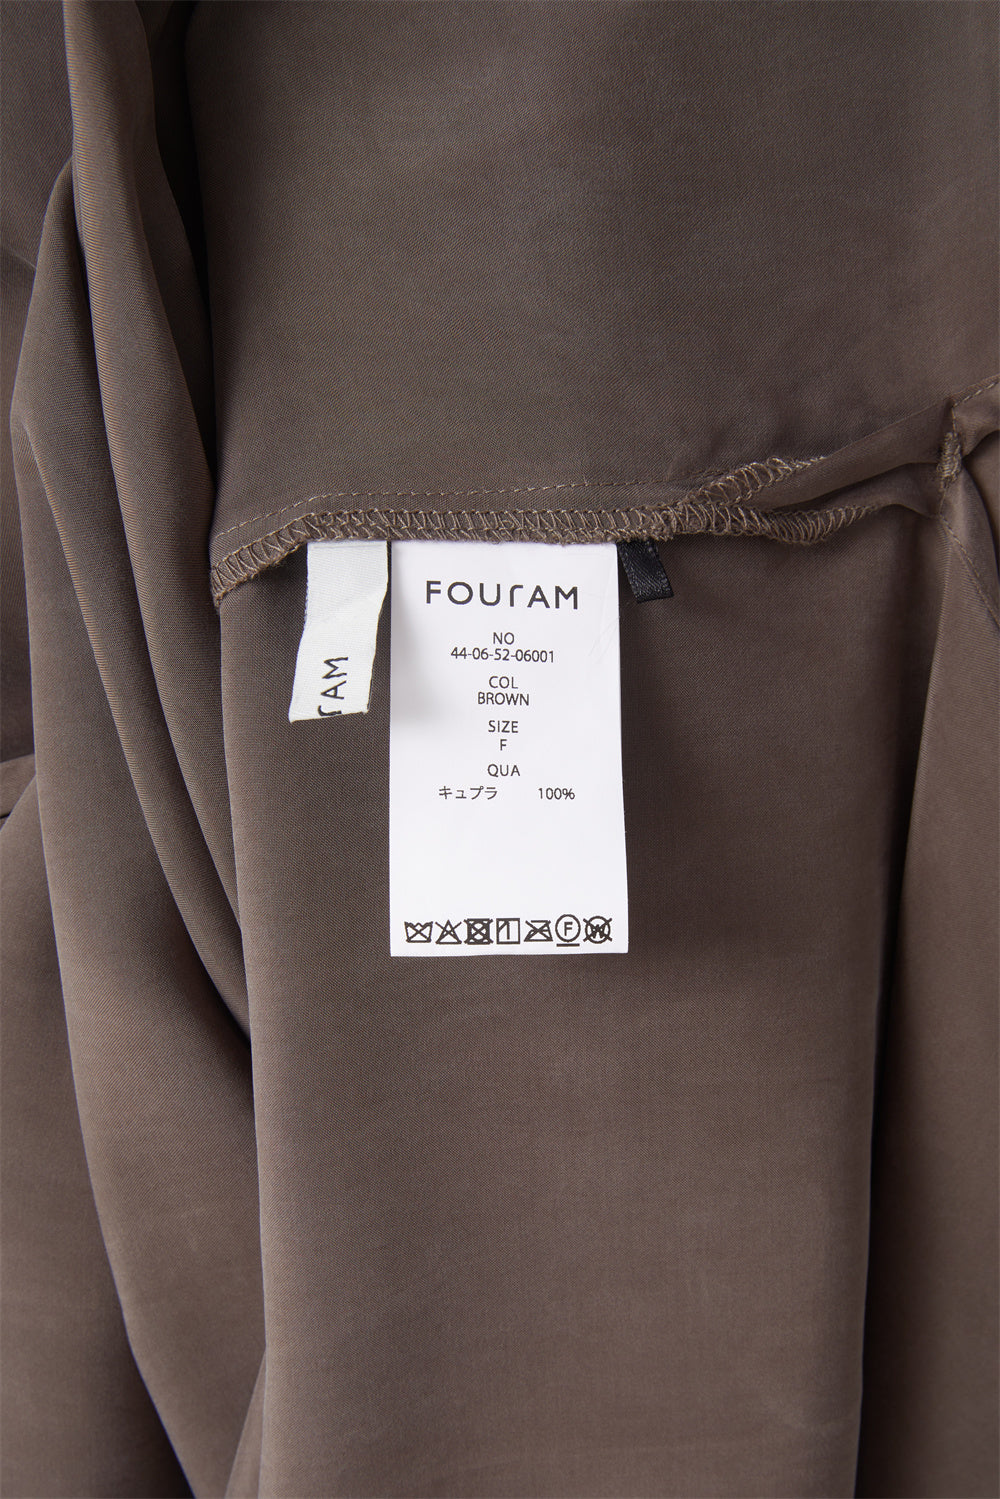 FOURAM
NO
44-06-52-06001
COL
BROWN
SIZE
F
QUA
キュプラ 100%
F
W
rAM